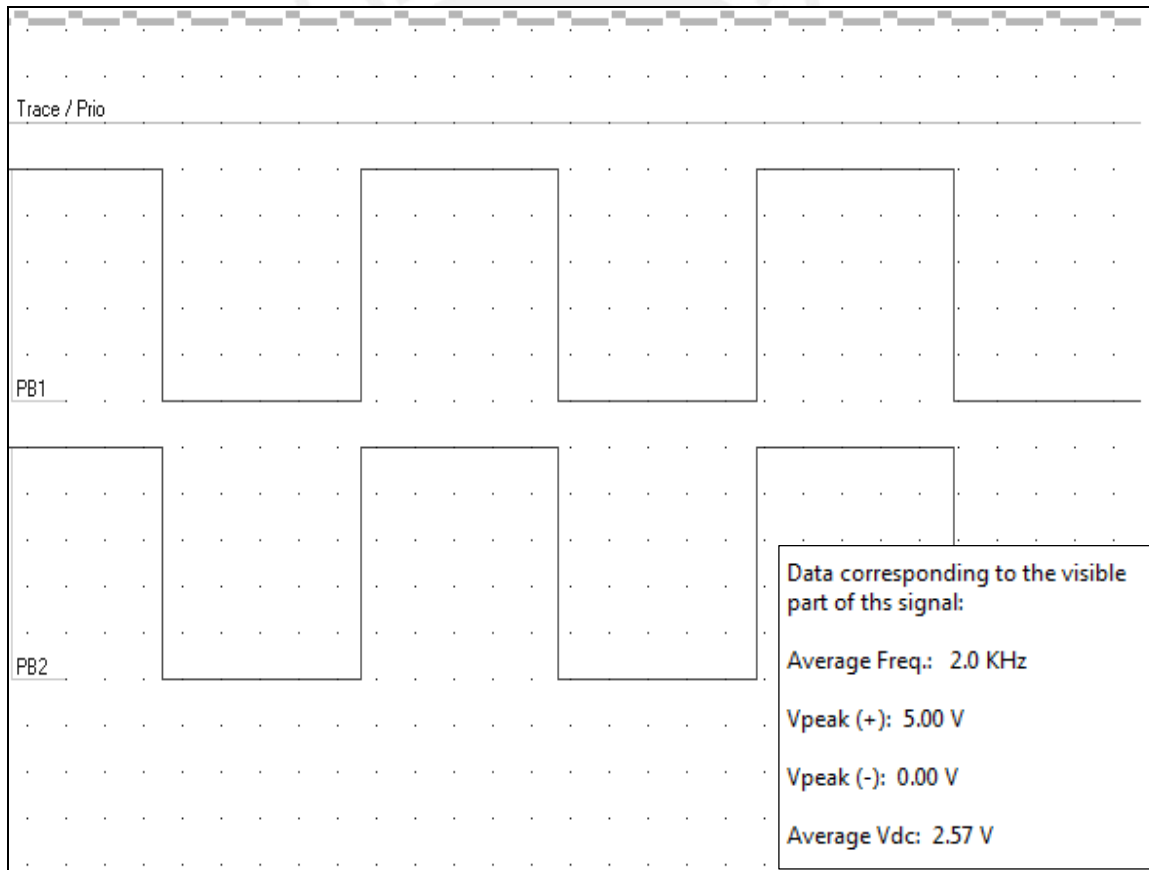 Trace / Prio
PB1
PB2
Data corresponding to the visible
part of ths signal:
Average Freq.: 2.0 KHz
Vpeak (+): 5.00 V
Vpeak (-): 0.00 V
Average Vdc: 2.57 V